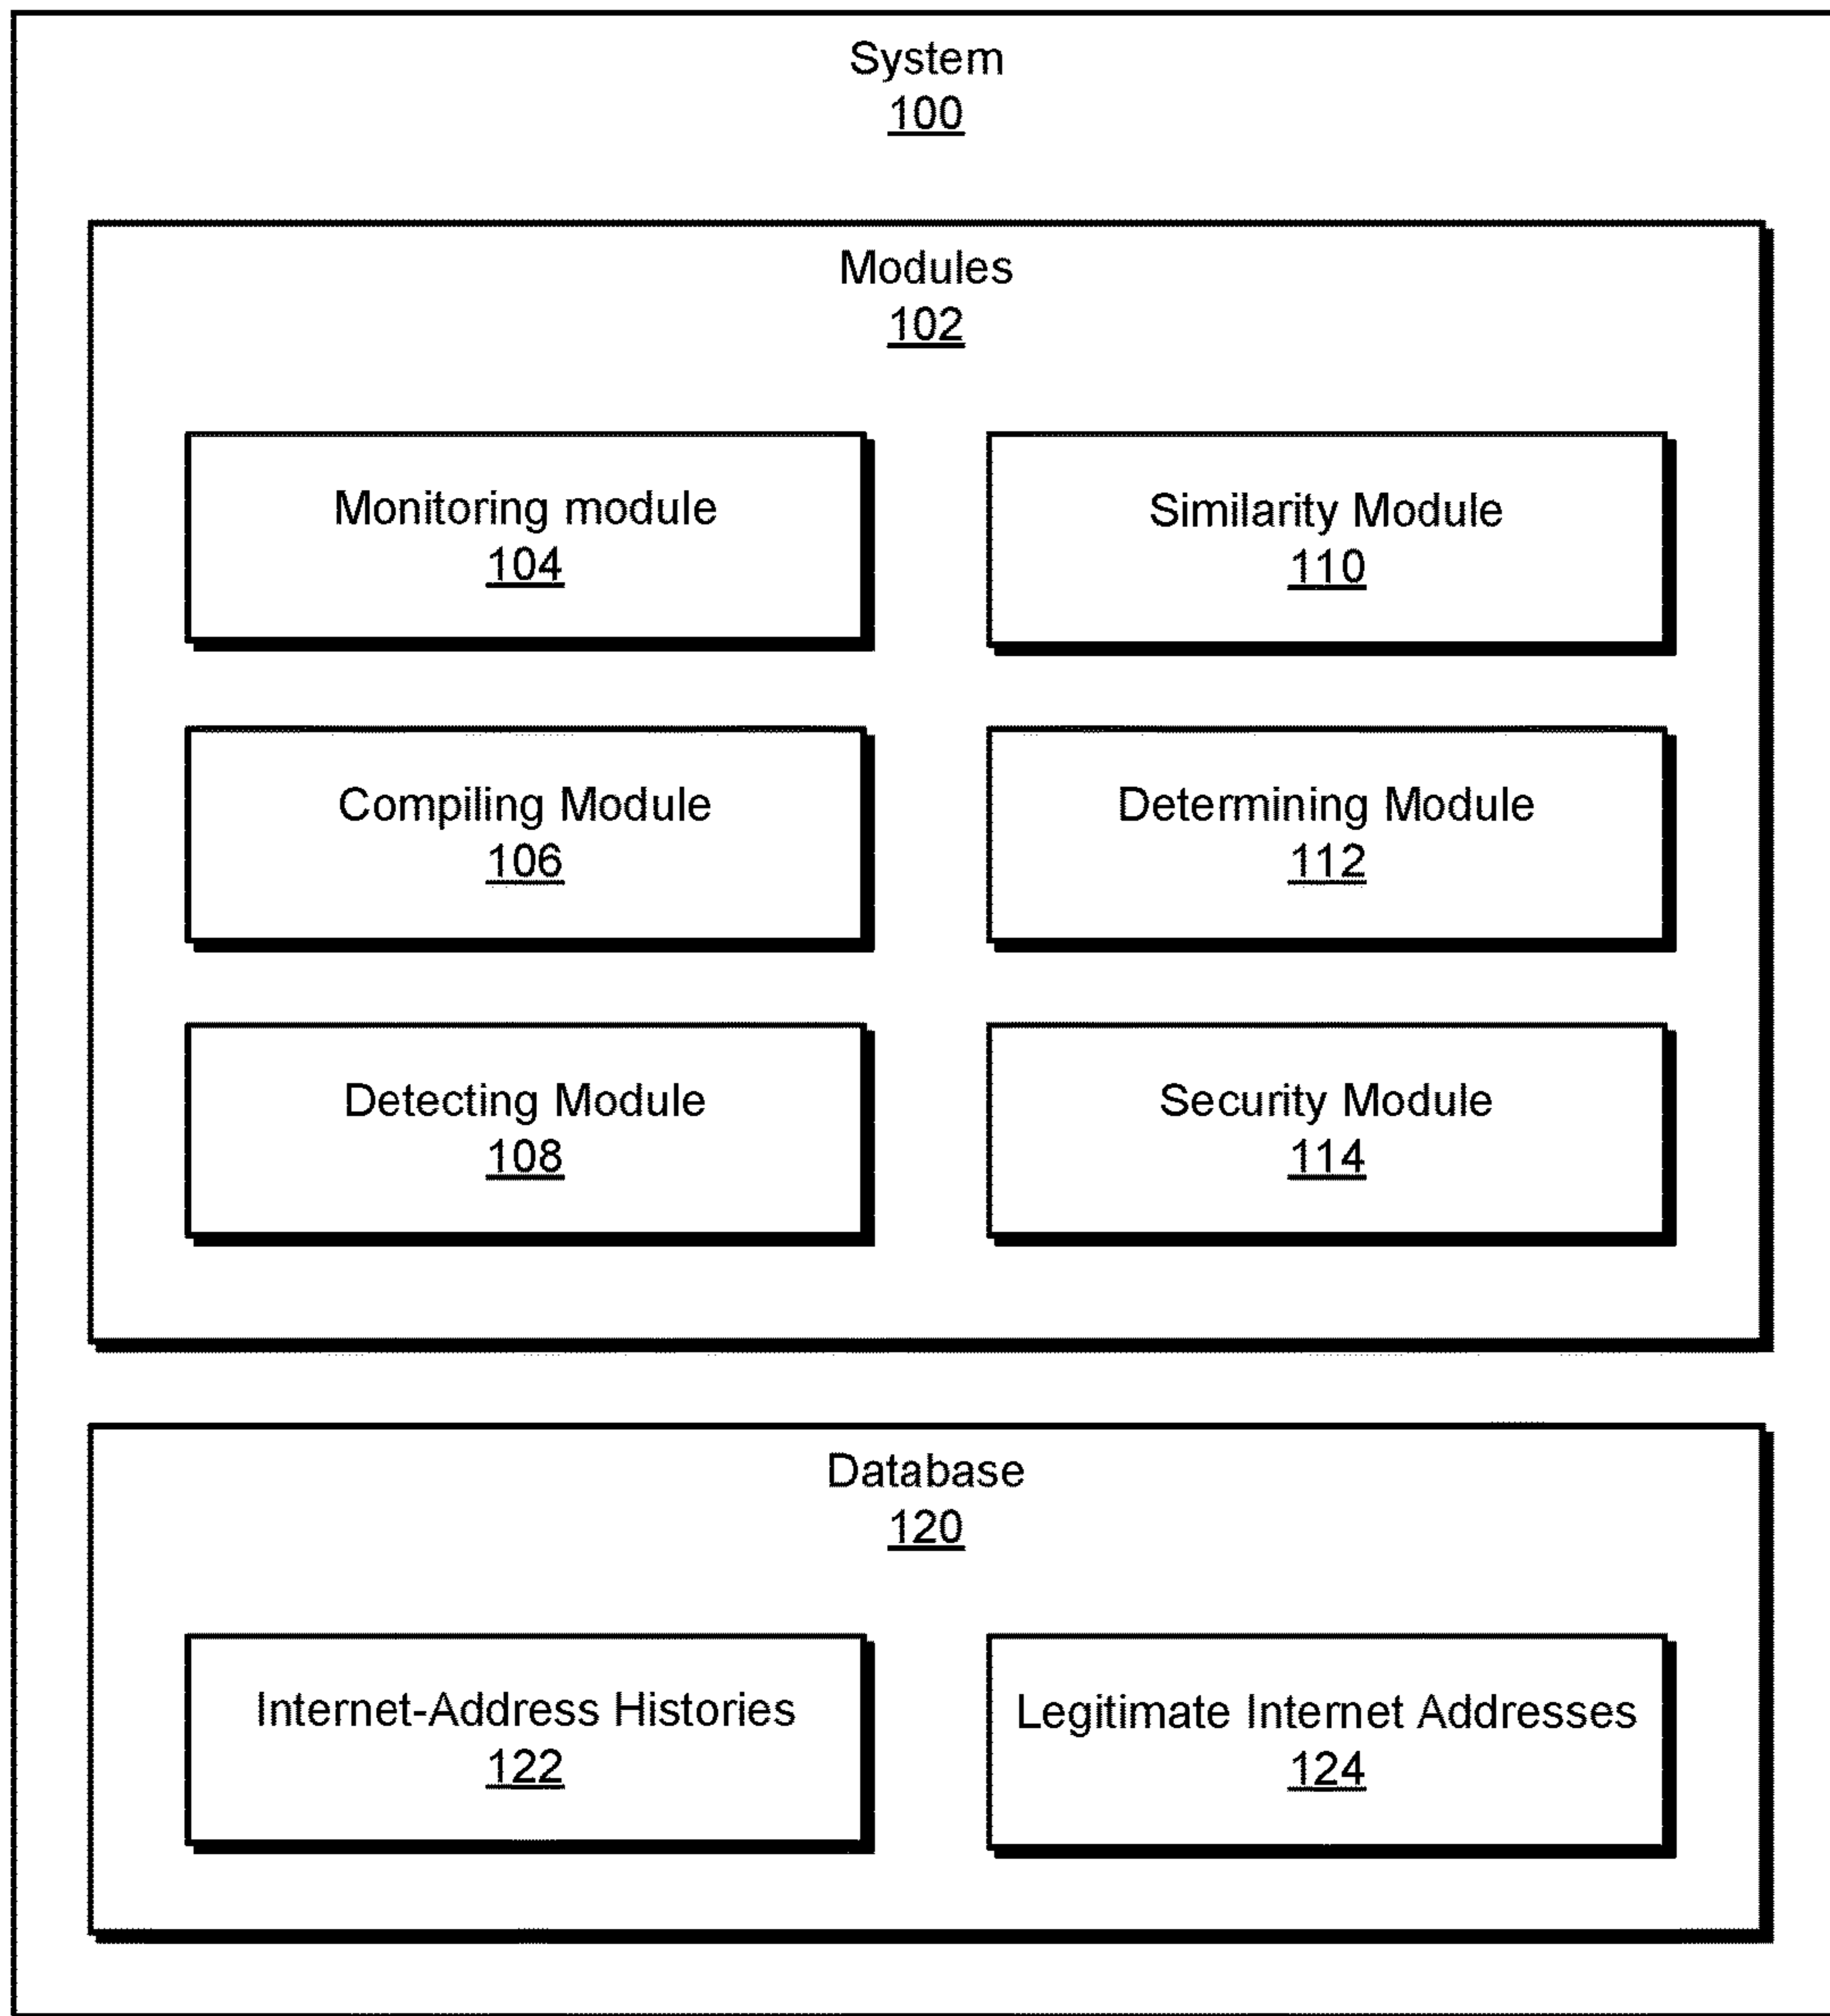 System
100
Modules
102
Monitoring module
104
Similarity Module
110
Compiling Module
106
Determining Module
112
Detecting Module
108
Security Module
114
Database
120
Internet-Address Histories
122
Legitimate Internet Addresses
124